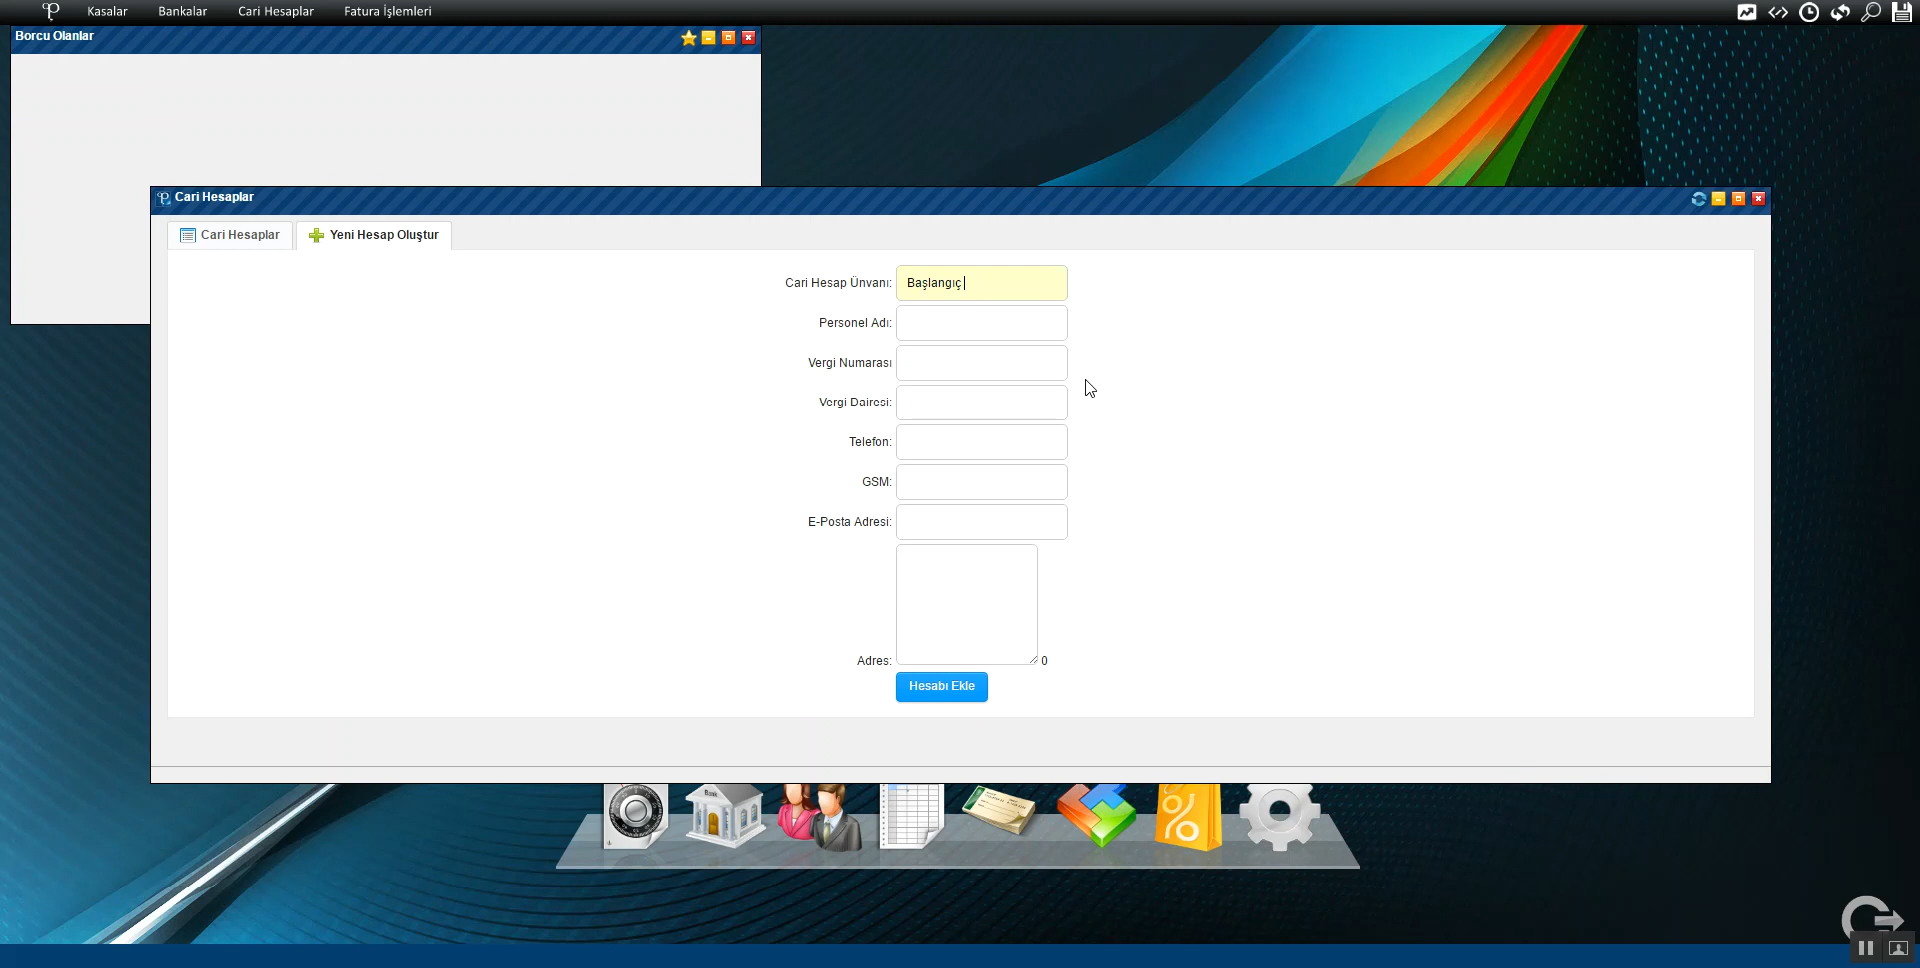 Kasalar Bankalar Cari Hesaplar Fatura İşlemleri
Borcu Olanlar
Cari Hesaplar
Cari Hesaplar Yeni Hesap Oluştur
Cari Hesap Ünvanı: Başlangıç
Personel Adı:
Vergi Numarası
Vergi Dairesi:
Telefon:
GSM:
E-Posta Adresi:
Adres: 0
Hesabı Ekle
Bank
%